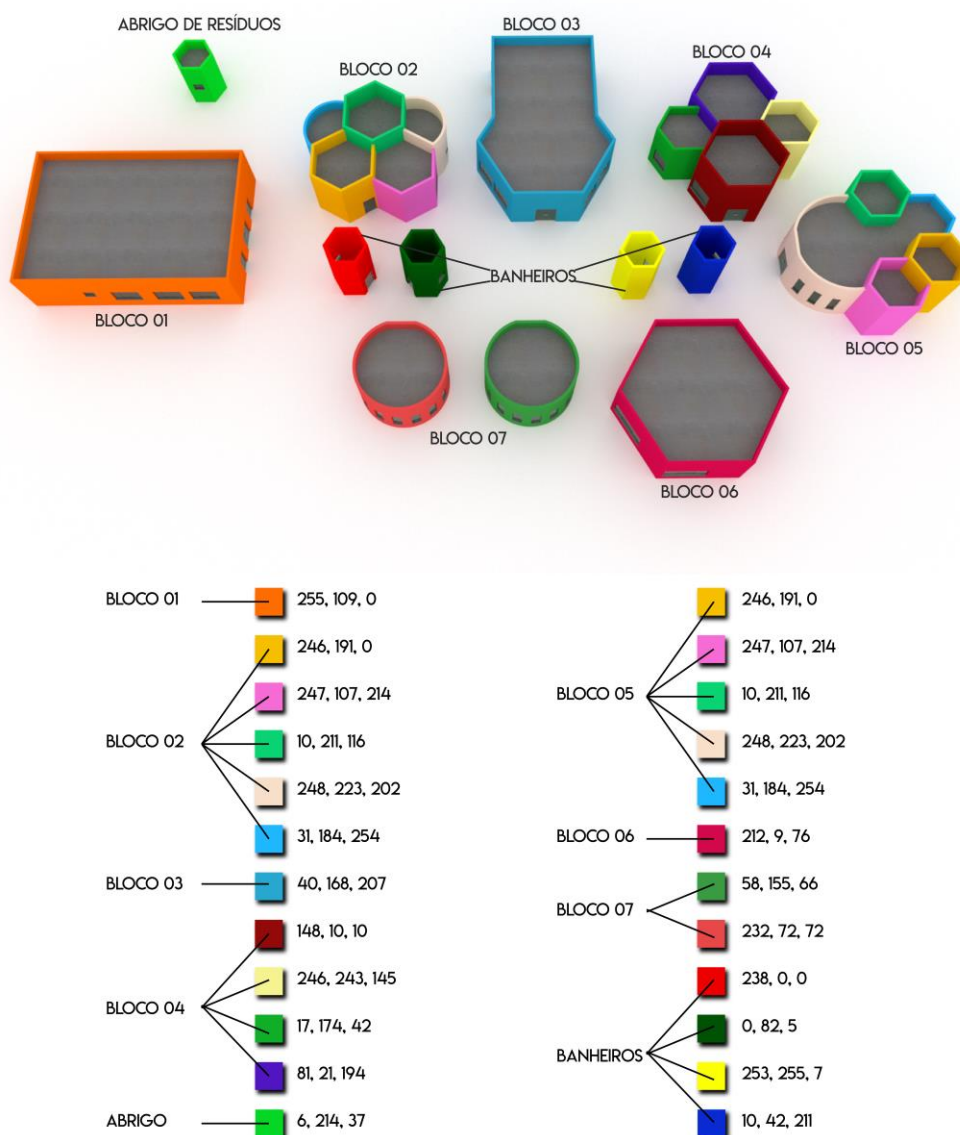 ABRIGO DE RESÍDUOS
BLOCO 02
BLOCO 03
BLOCO 04
BLOCO 01
BANHEIROS
BLOCO 05
BLOCO 07
BLOCO 06
BLOCO 01
255, 109, 0
BLOCO 02
246, 191, 0
247, 107, 214
10, 211, 116
248, 223, 202
31, 184, 254
BLOCO 03
40, 168, 207
BLOCO 04
148, 10, 10
246, 243, 145
17, 174, 42
81, 21, 194
ABRIGO
6, 214, 37
BLOCO 05
246, 191, 0
247, 107, 214
10, 211, 116
248, 223, 202
31, 184, 254
BLOCO 06
212, 9, 76
BLOCO 07
58, 155, 66
232, 72, 72
BANHEIROS
238, 0, 0
0, 82, 5
253, 255, 7
10, 42, 211